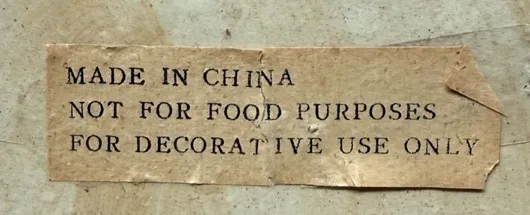 MADE IN CHINA
NOT FOR FOOD PURPOSES
FOR DECORATIVE USE ONLY